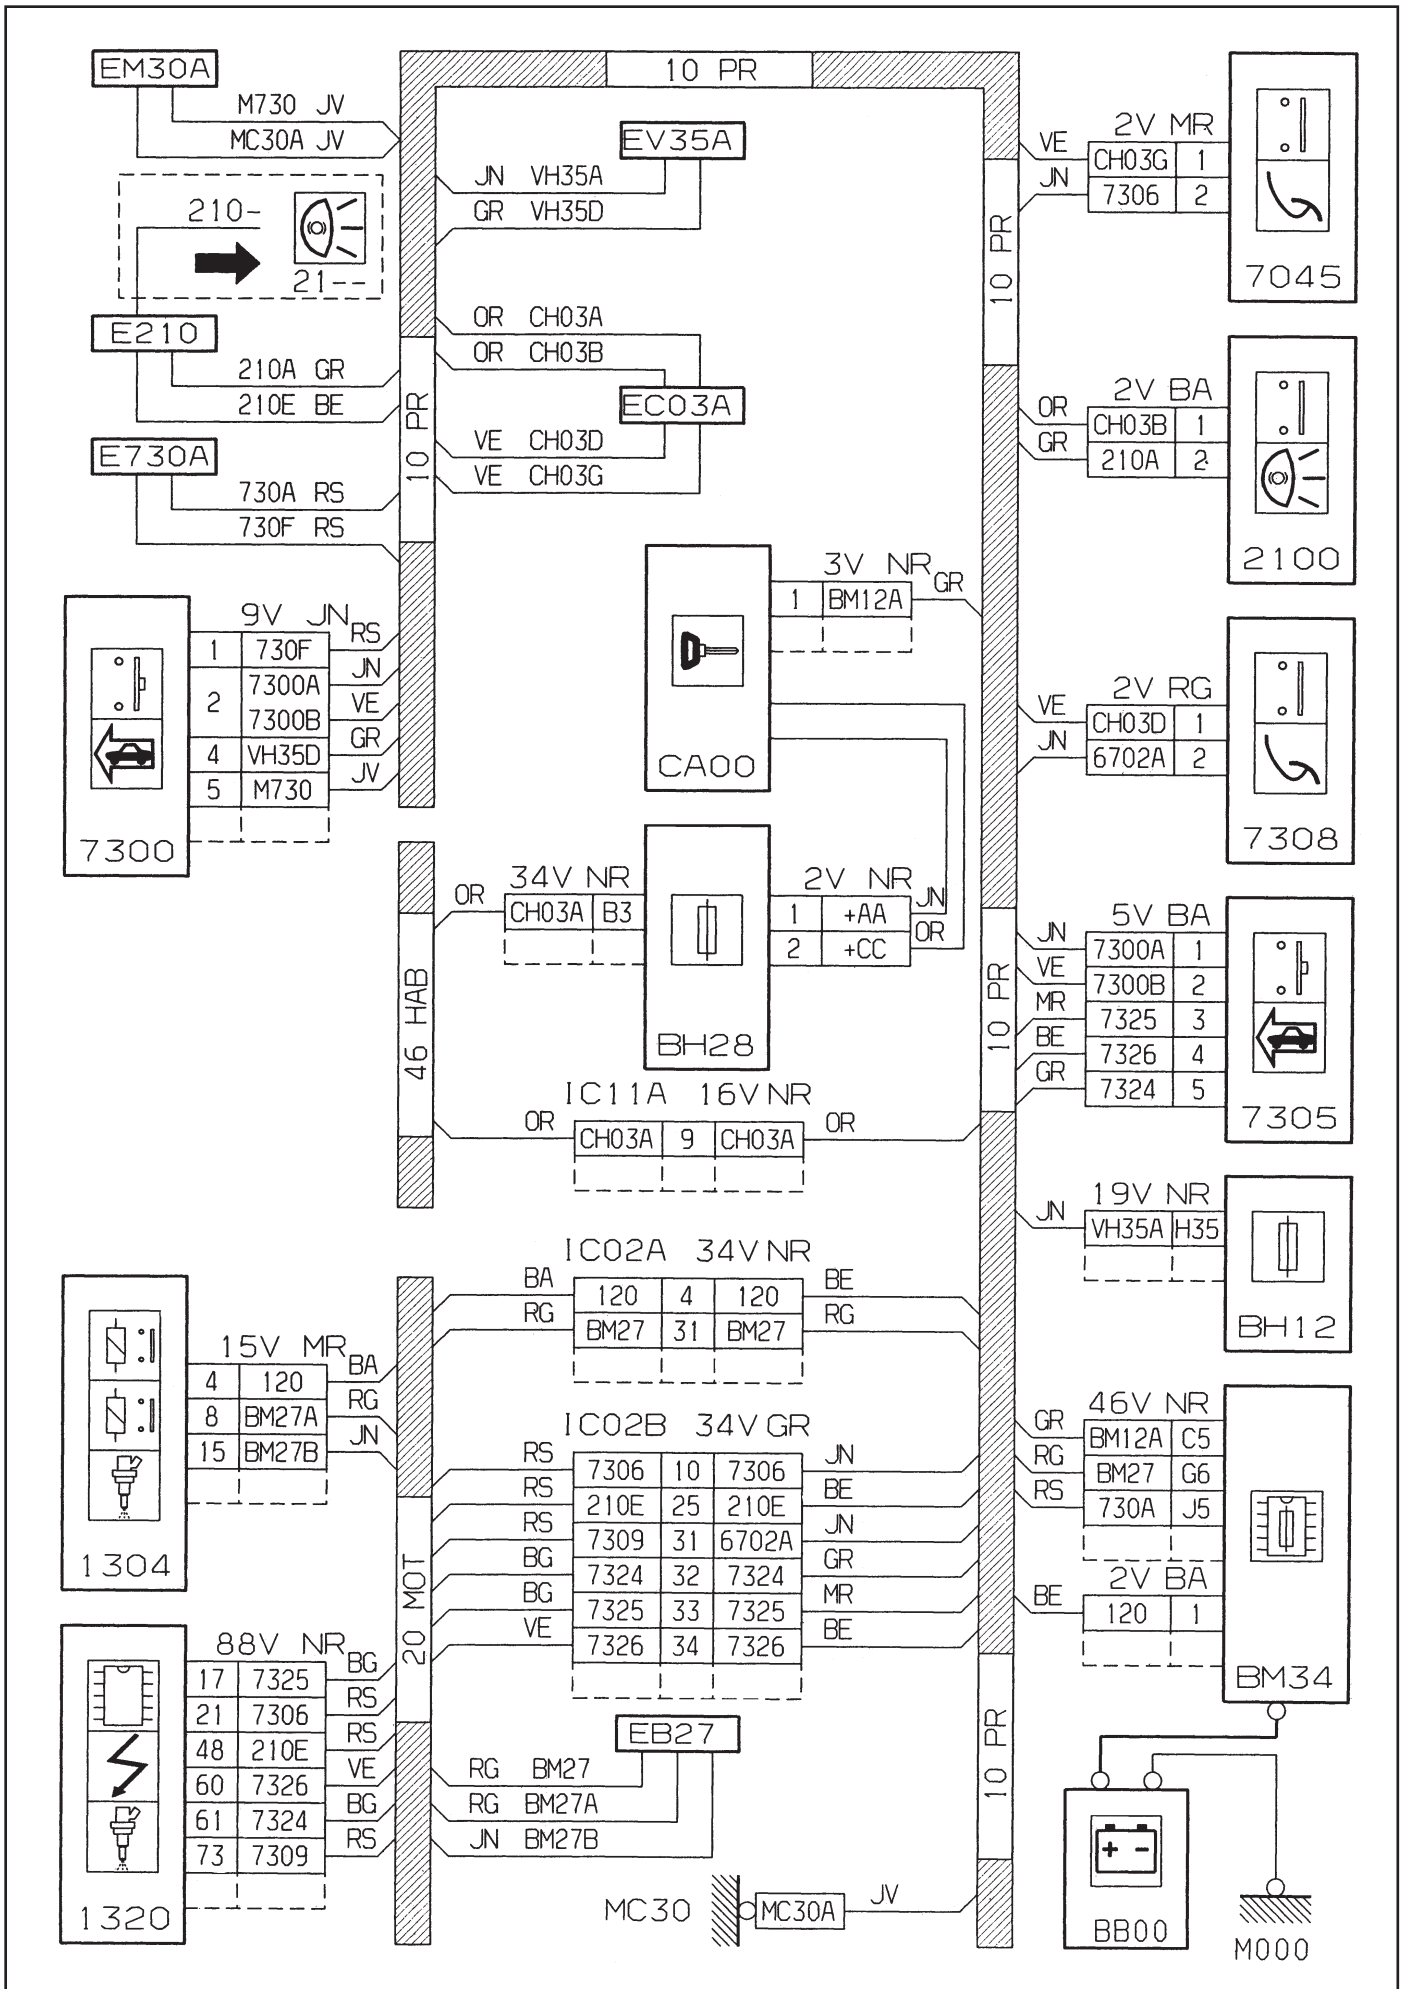 EM30A
M730 JV
MC30A JV
210-
21--
E210
210A GR
210E BE
E730A
730A RS
730F RS
9V JN
1 730F RS
2 7300A JN
7300B VE
4 VH35D GR
5 M730 JV
7300
10 PR
10 PR
EV35A
JN VH35A
GR VH35D
OR CH03A
OR CH03B
EC03A
VE CH03D
VE CH03G
3V NR
1 BM12A GR
CA00
34V NR
OR CH03A B3
2V NR
1 +AA JN
2 +CC OR
BH28
46 HAB
IC11A 16V NR
OR CH03A 9 CH03A OR
IC02A 34V NR
BA 120 4 120 BE
RG BM27 31 BM27 RG
IC02B 34V GR
RS 7306 10 7306 JN
RS 210E 25 210E BE
RS 7309 31 6702A JN
BG 7324 32 7324 GR
BG 7325 33 7325 MR
VE 7326 34 7326 BE
15V MR
4 120 BA
8 BM27A RG
15 BM27B JN
1304
20 MOT
88V NR
17 7325 BG
21 7306 RS
48 210E RS
60 7326 VE
61 7324 BG
73 7309 RS
1320
EB27
RG BM27
RG BM27A
JN BM27B
MC30
MC30A JV
10 PR
10 PR
10 PR
2V MR
VE CH03G 1
JN 7306 2
7045
2V BA
OR CH03B 1
GR 210A 2
2100
2V RG
VE CH03D 1
JN 6702A 2
7308
5V BA
JN 7300A 1
VE 7300B 2
MR 7325 3
BE 7326 4
GR 7324 5
7305
19V NR
JN VH35A H35
BH12
46V NR
GR BM12A C5
RG BM27 G6
RS 730A J5
2V BA
BE 120 1
BM34
+ -
BB00
M000